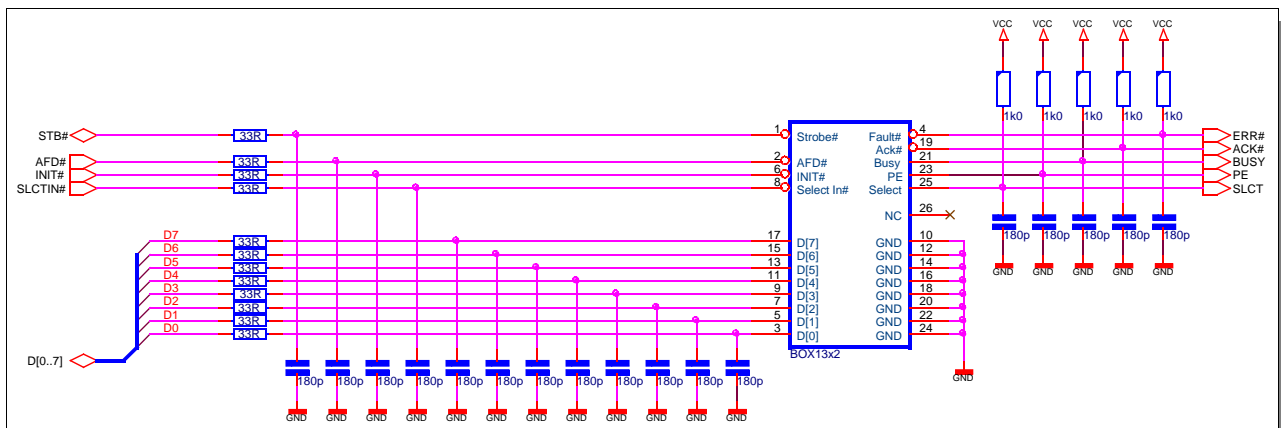 VCC VCC VCC VCC VCC
1k0 1k0 1k0 1k0 1k0
STB# 33R 1 Strobe# Fault# 4 ERR#
Ack# 19 ACK#
AFD# 33R 2 AFD# Busy 21 BUSY
INIT# 33R 6 INIT# PE 23 PE
SLCTIN# 33R 8 Select In# Select 25 SLCT
NC 26
180p 180p 180p 180p 180p
D7 33R 17 D[7] GND 10
D6 33R 15 D[6] GND 12
D5 33R 13 D[5] GND 14
GND GND GND GND GND
D4 33R 11 D[4] GND 16
D3 33R 9 D[3] GND 18
D2 33R 7 D[2] GND 20
D1 33R 5 D[1] GND 22
D0 33R 3 D[0] GND 24
BOX13x2
D[0..7]
GND
180p 180p 180p 180p 180p 180p 180p 180p 180p 180p 180p 180p
GND GND GND GND GND GND GND GND GND GND GND GND